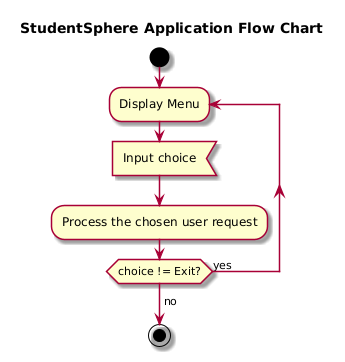 StudentSphere Application Flow Chart
Display Menu
Input choice
Process the chosen user request
choice != Exit?
yes
no